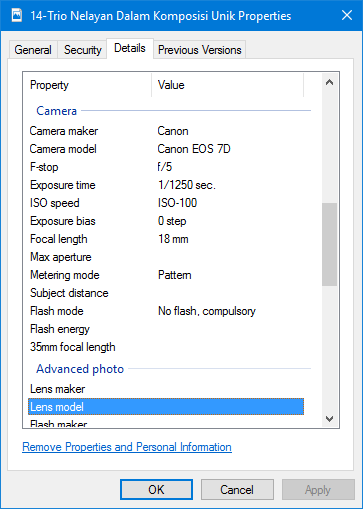 14-Trio Nelayan Dalam Komposisi Unik Properties
General Security Details Previous Versions
Property Value
Camera
Camera maker Canon
Camera model Canon EOS 7D
F-stop f/5
Exposure time 1/1250 sec.
ISO speed ISO-100
Exposure bias 0 step
Focal length 18 mm
Max aperture
Metering mode Pattern
Subject distance
Flash mode No flash, compulsory
Flash energy
35mm focal length
Advanced photo
Lens maker
Lens model
Flash maker
Remove Properties and Personal Information
OK Cancel Apply